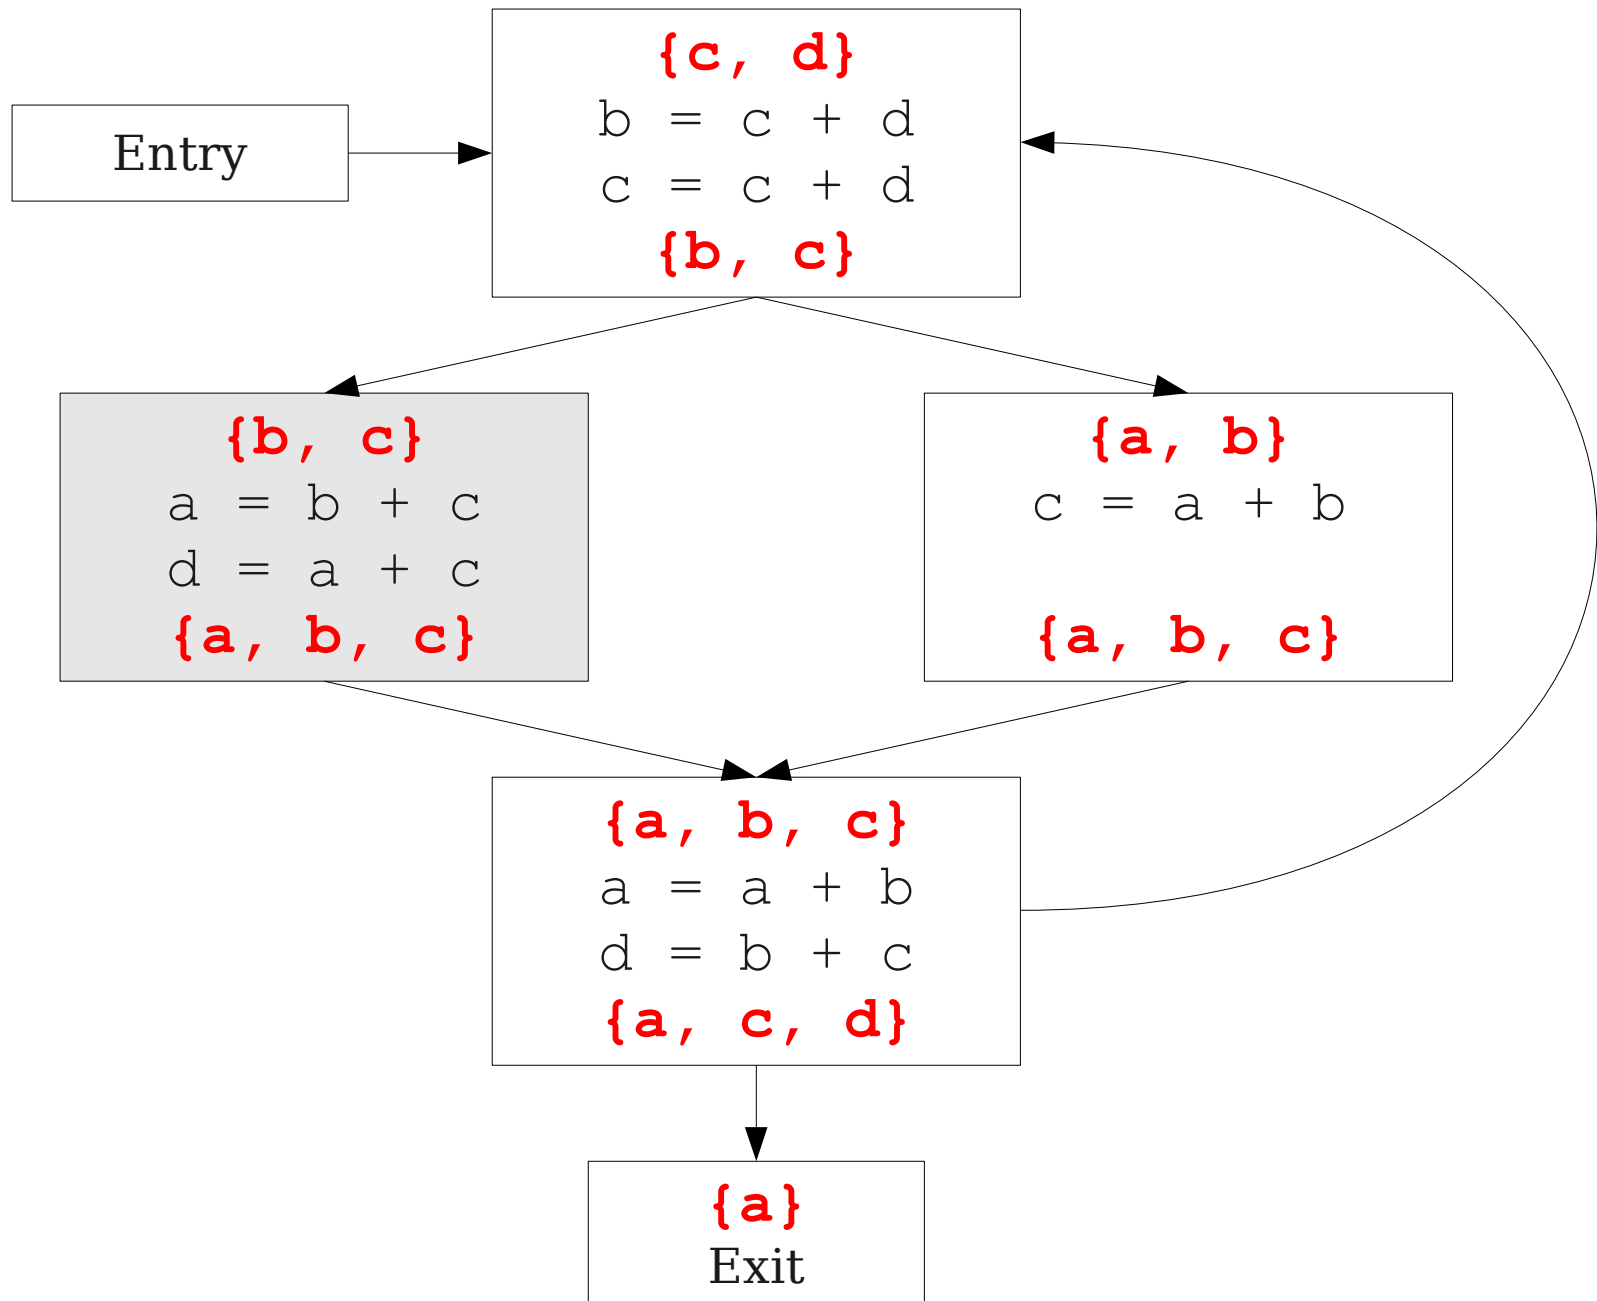 {c, d}
b = c + d
c = c + d
{b, c}
Entry
{b, c}
a = b + c
d = a + c
{a, b, c}
{a, b}
c = a + b
{a, b, c}
{a, b, c}
a = a + b
d = b + c
{a, c, d}
{a}
Exit